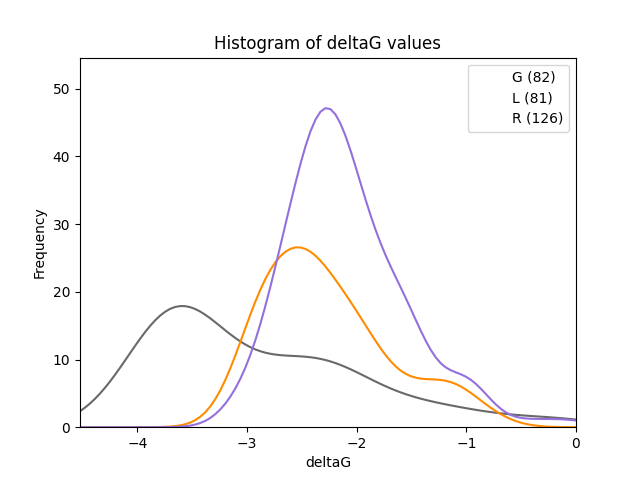 Histogram of deltaG values
G (82)
L (81)
R (126)
Frequency
50
40
30
20
10
0
−4
−3
−2
−1
0
deltaG